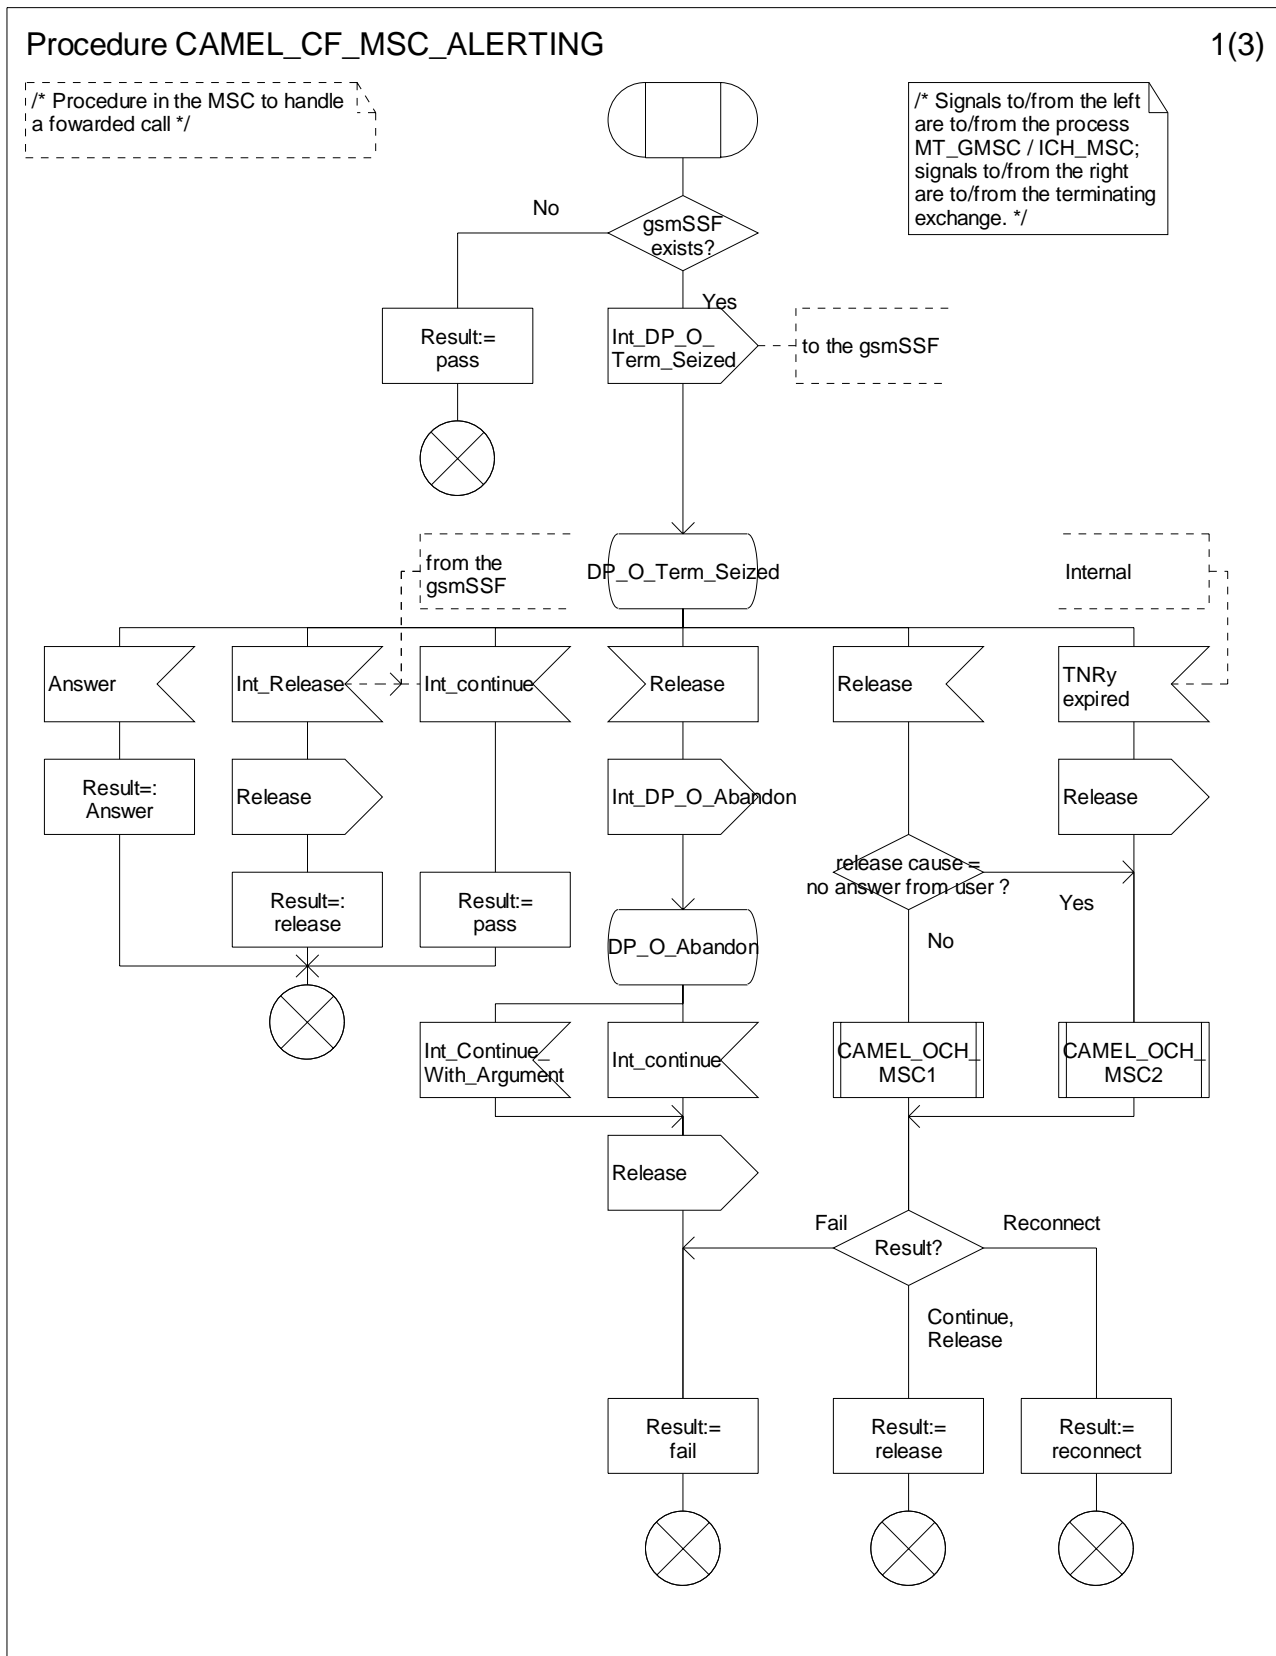 Procedure CAMEL_CF_MSC_ALERTING
1(3)
/* Procedure in the MSC to handle
a fowarded call */
/* Signals to/from the left
are to/from the process
MT_GMSC / ICH_MSC;
signals to/from the right
are to/from the terminating
exchange. */
No
gsmSSF
exists?
Yes
Result:=
pass
Int_DP_O_
Term_Seized
to the gsmSSF
from the
gsmSSF
DP_O_Term_Seized
Internal
Answer
Int_Release
Int_continue
Release
Release
TNRy
expired
Result=:
Answer
Release
Int_DP_O_Abandon
Release
release cause =
no answer from user ?
Yes
Result=:
release
Result:=
pass
DP_O_Abandon
No
Int_Continue_
With_Argument
Int_continue
CAMEL_OCH_
MSC1
CAMEL_OCH_
MSC2
Release
Fail
Reconnect
Result?
Continue,
Release
Result:=
fail
Result:=
release
Result:=
reconnect